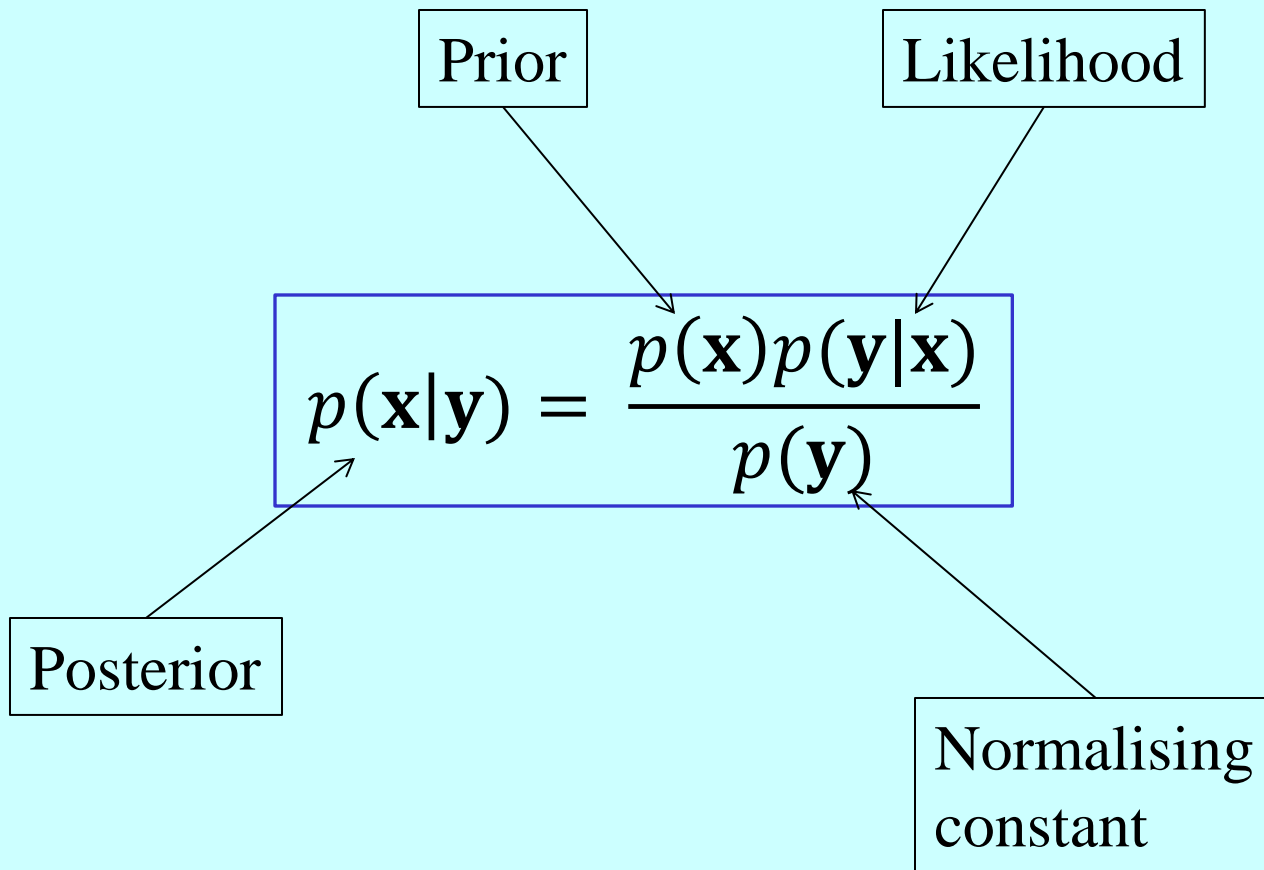 Prior
Likelihood
p(𝐱|𝐲) = p(𝐱)p(𝐲|𝐱) / p(𝐲)
Posterior
Normalising
constant